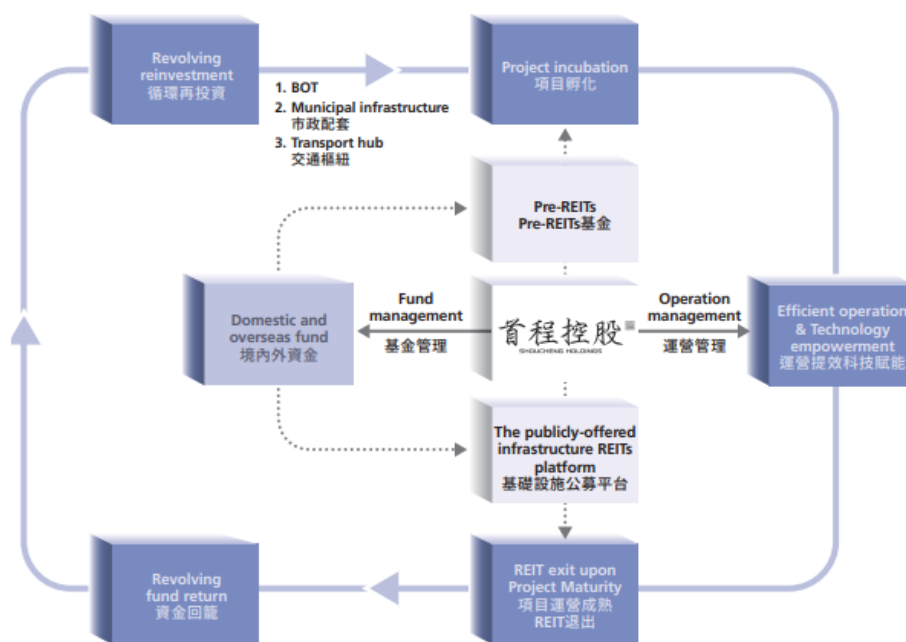 Revolving
reinvestment
循環再投資
1. BOT
2. Municipal infrastructure
市政配套
3. Transport hub
交通樞紐
Project incubation
項目孵化
Pre-REITs
Pre-REITs基金
Domestic and
overseas fund
境內外資金
Fund
management
基金管理
首程控股
SHOUCHENG HOLDINGS
Operation
management
運營管理
Efficient operation
& Technology
empowerment
運營提效科技賦能
The publicly-offered
infrastructure REITs
platform
基礎設施公募平台
Revolving
fund return
資金回籠
REIT exit upon
Project Maturity
項目運營成熟
REIT退出